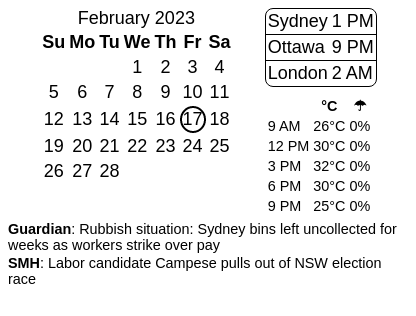 February 2023
Su Mo Tu We Th Fr Sa
1 2 3 4
5 6 7 8 9 10 11
12 13 14 15 16 17 18
19 20 21 22 23 24 25
26 27 28
Sydney 1 PM
Ottawa 9 PM
London 2 AM
°C ☂
9 AM 26°C 0%
12 PM 30°C 0%
3 PM 32°C 0%
6 PM 30°C 0%
9 PM 25°C 0%
Guardian: Rubbish situation: Sydney bins left uncollected for
weeks as workers strike over pay
SMH: Labor candidate Campese pulls out of NSW election
race